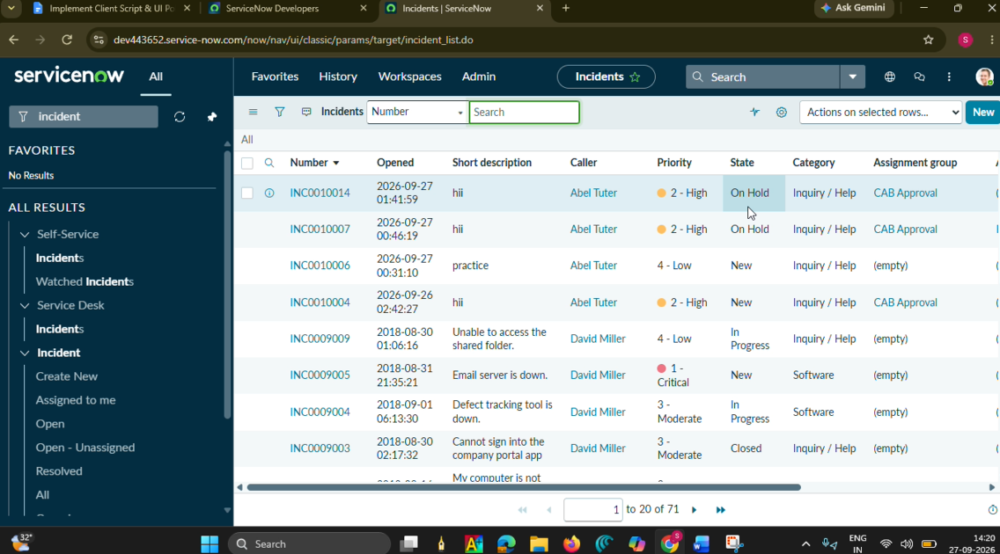 Implement Client Script & UI Po
ServiceNow Developers
Incidents | ServiceNow
Ask Gemini
dev443652.service-now.com/now/nav/ui/classic/params/target/incident_list.do
S
servicenow
All
Favorites
History
Workspaces
Admin
Incidents
Search
incident
Incidents
Number
Search
Actions on selected rows...
New
FAVORITES
No Results
ALL RESULTS
Self-Service
Incidents
Watched Incidents
Service Desk
Incidents
Incident
Create New
Assigned to me
Open
Open - Unassigned
Resolved
All
All
Number Opened Short description Caller Priority State Category Assignment group
INC0010014 2026-09-27 01:41:59 hii Abel Tuter 2 - High On Hold Inquiry / Help CAB Approval
INC0010007 2026-09-27 00:46:19 hii Abel Tuter 2 - High On Hold Inquiry / Help CAB Approval
INC0010006 2026-09-27 00:31:10 practice Abel Tuter 4 - Low New Inquiry / Help (empty)
INC0010004 2026-09-26 02:42:27 hii Abel Tuter 2 - High New Inquiry / Help CAB Approval
INC0009009 2018-08-30 01:06:16 Unable to access the shared folder. David Miller 4 - Low In Progress Inquiry / Help (empty)
INC0009005 2018-08-31 21:35:21 Email server is down. David Miller 1 - Critical New Software (empty)
INC0009004 2018-09-01 06:13:30 Defect tracking tool is down. David Miller 3 - Moderate In Progress Software (empty)
INC0009003 2018-08-30 02:17:32 Cannot sign into the company portal app David Miller 3 - Moderate Closed Inquiry / Help (empty)
My computer is not
1 to 20 of 71
32°
Search
S
ENG
IN
14:20
27-09-2026